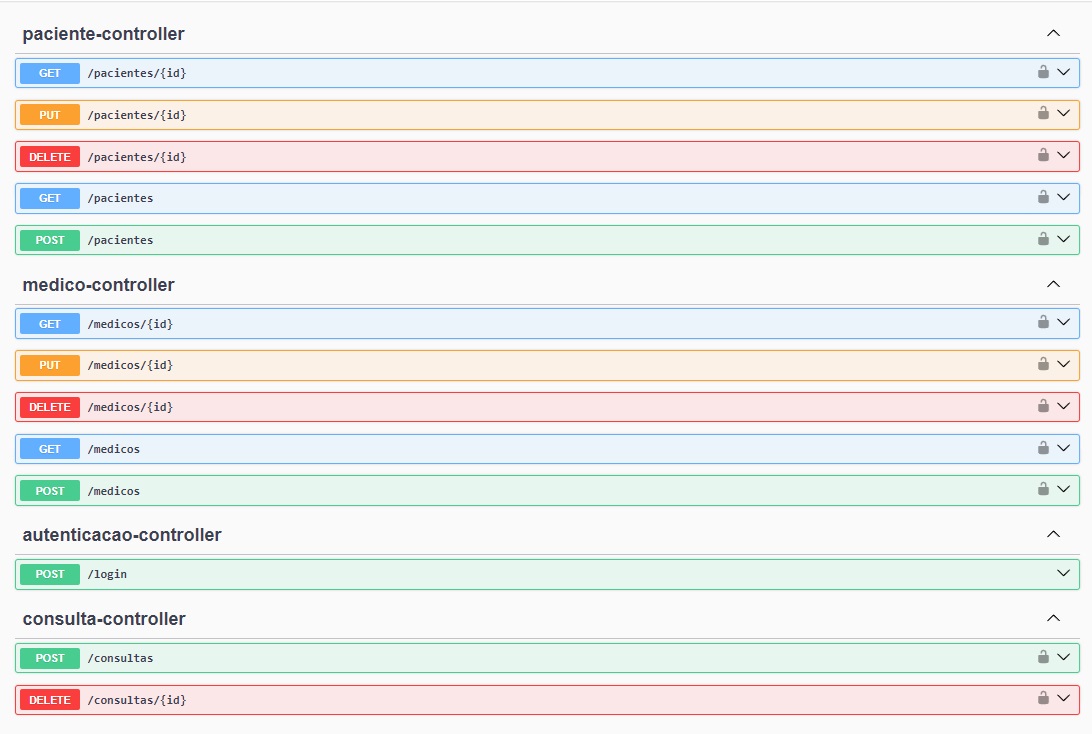 paciente-controller
GET /pacientes/{id}
PUT /pacientes/{id}
DELETE /pacientes/{id}
GET /pacientes
POST /pacientes
medico-controller
GET /medicos/{id}
PUT /medicos/{id}
DELETE /medicos/{id}
GET /medicos
POST /medicos
autenticacao-controller
POST /login
consulta-controller
POST /consultas
DELETE /consultas/{id}